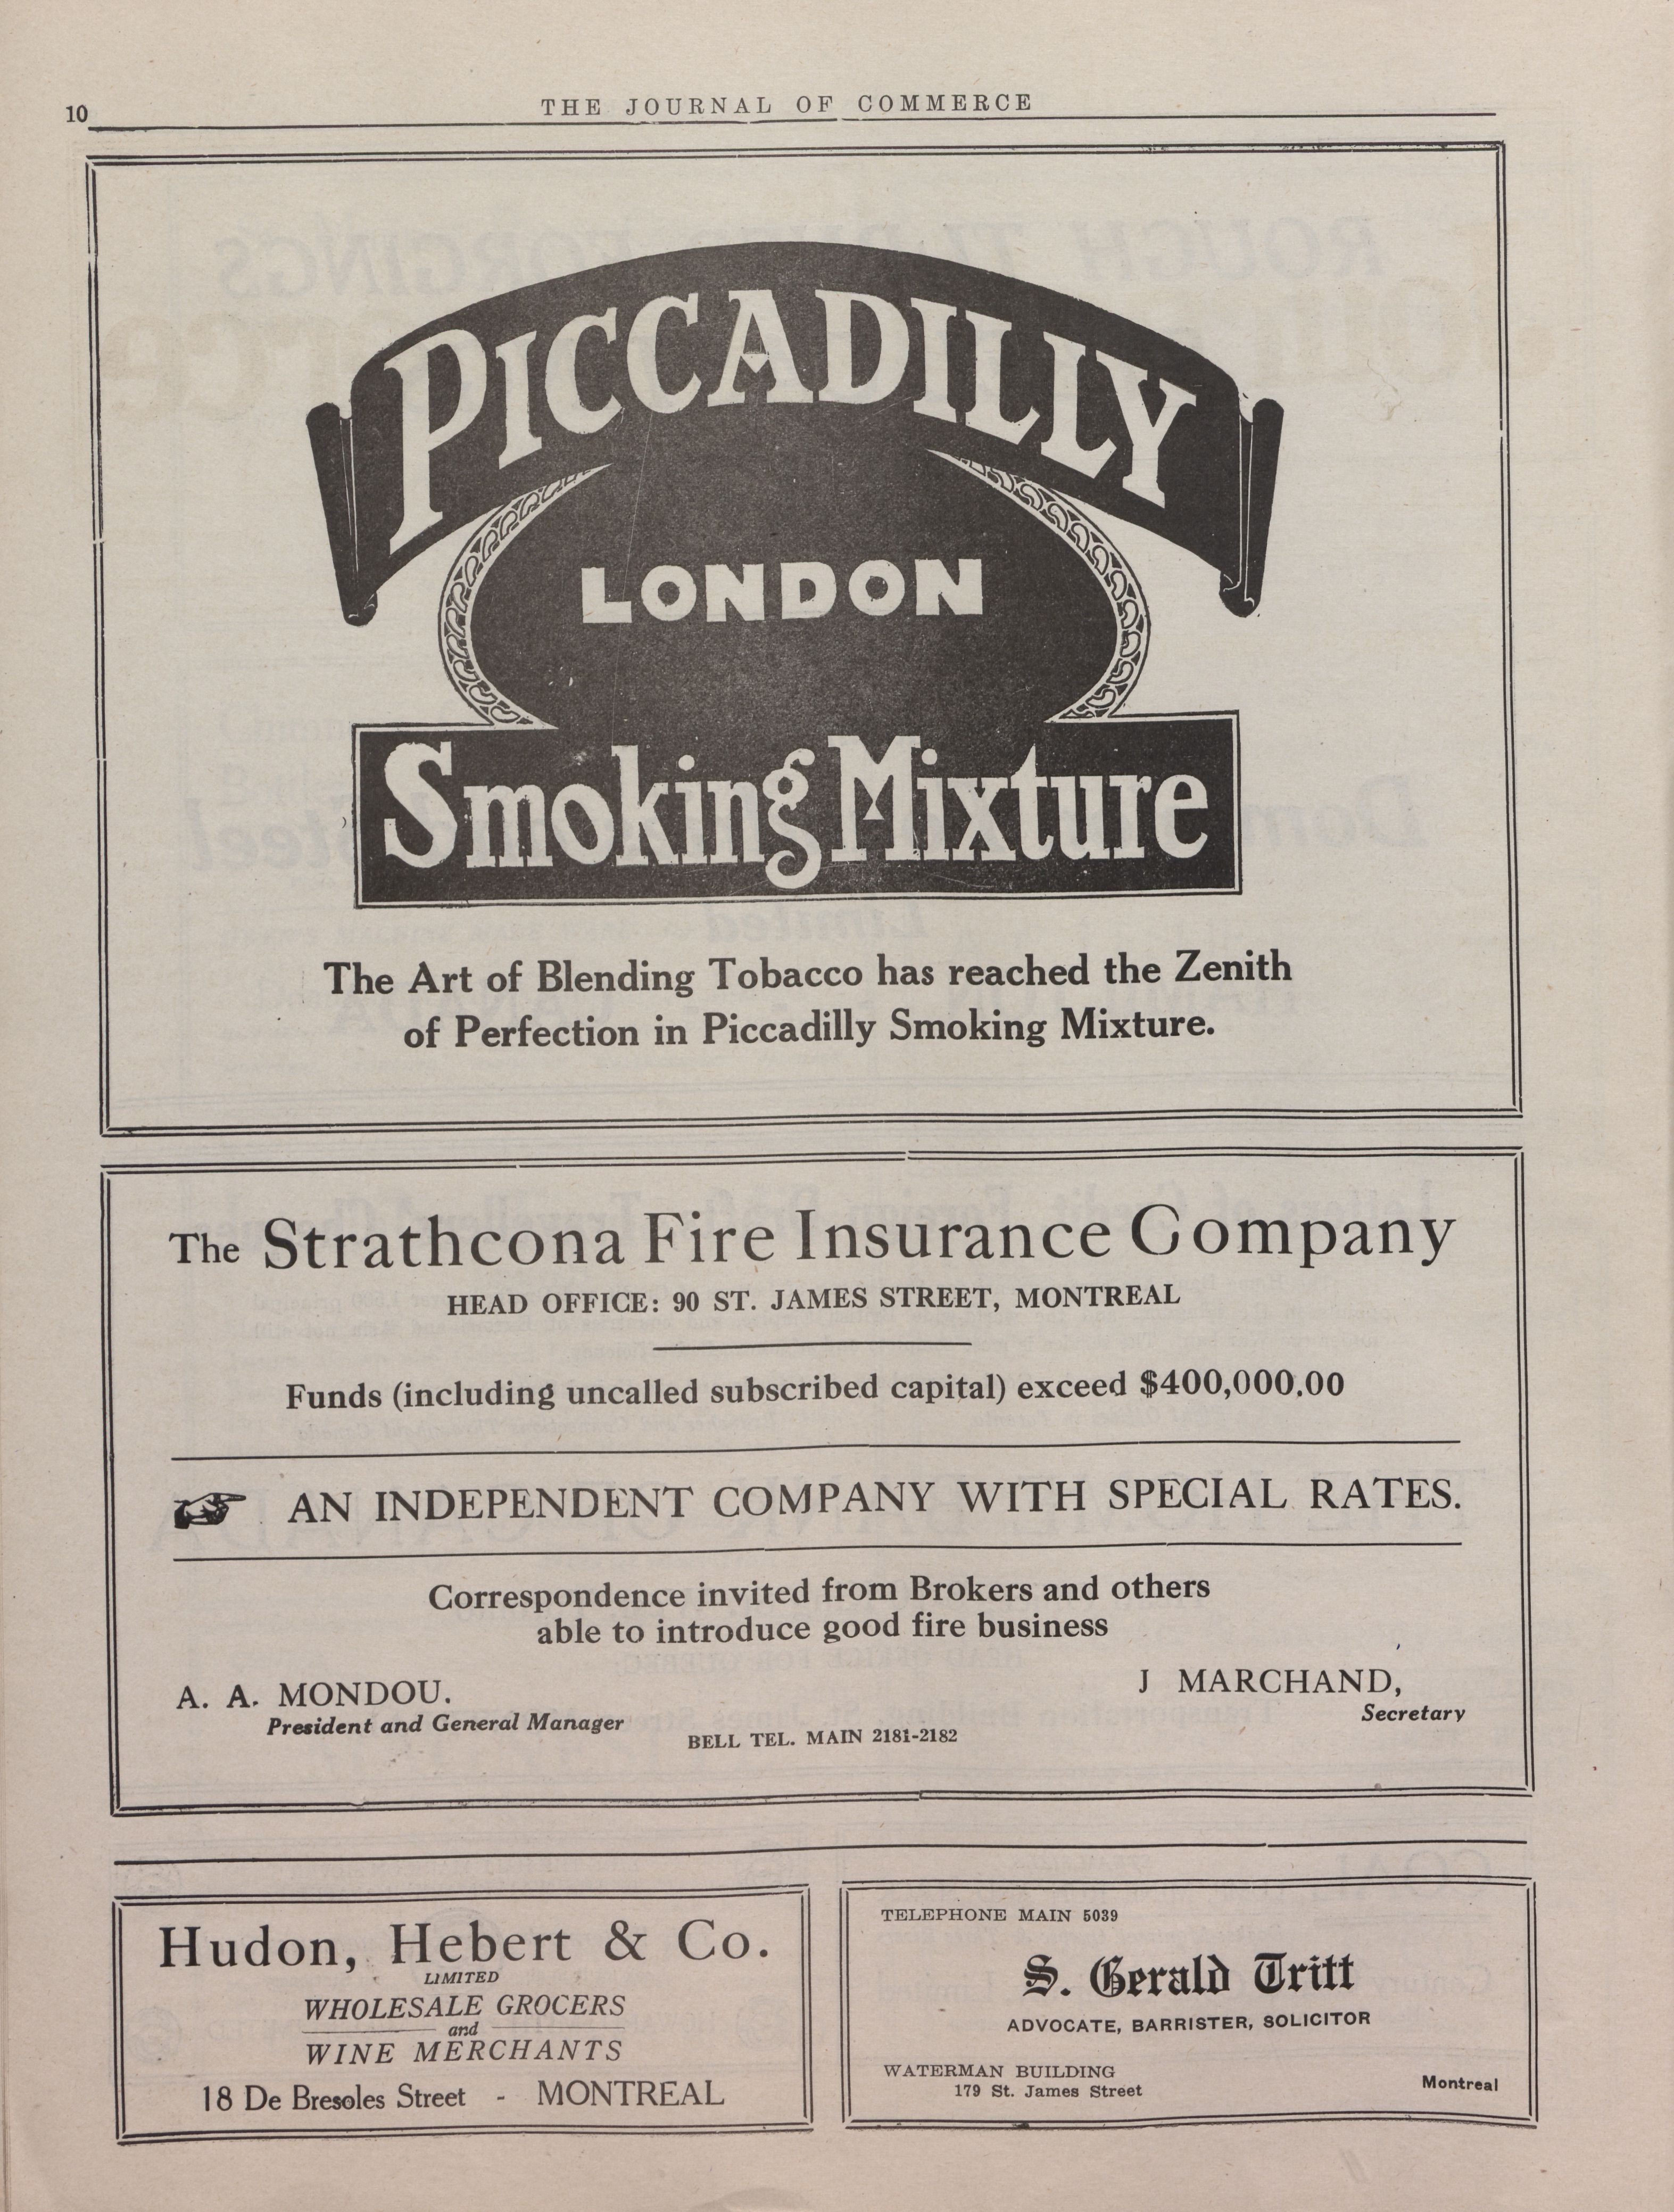 10
THE JOURNAL OF COMMERCE
PICCADILLY
LONDON
Smoking Mixture
The Art of Blending Tobacco has reached the Zenith
of Perfection in Piccadilly Smoking Mixture.
The Strathcona Fire Insurance Company
HEAD OFFICE: 90 ST. JAMES STREET, MONTREAL
Funds (including uncalled subscribed capital) exceed $400,000.00
AN INDEPENDENT COMPANY WITH SPECIAL RATES.
Correspondence invited from Brokers and others
able to introduce good fire business
A. A. MONDOU.
President and General Manager
J MARCHAND,
Secretary
BELL TEL. MAIN 2181-2182
Hudon, Hebert & Co.
LIMITED
WHOLESALE GROCERS
and
WINE MERCHANTS
18 De Bresoles Street - MONTREAL
TELEPHONE MAIN 5039
S. Gerald Tritt
ADVOCATE, BARRISTER, SOLICITOR
WATERMAN BUILDING
179 St. James Street
Montreal